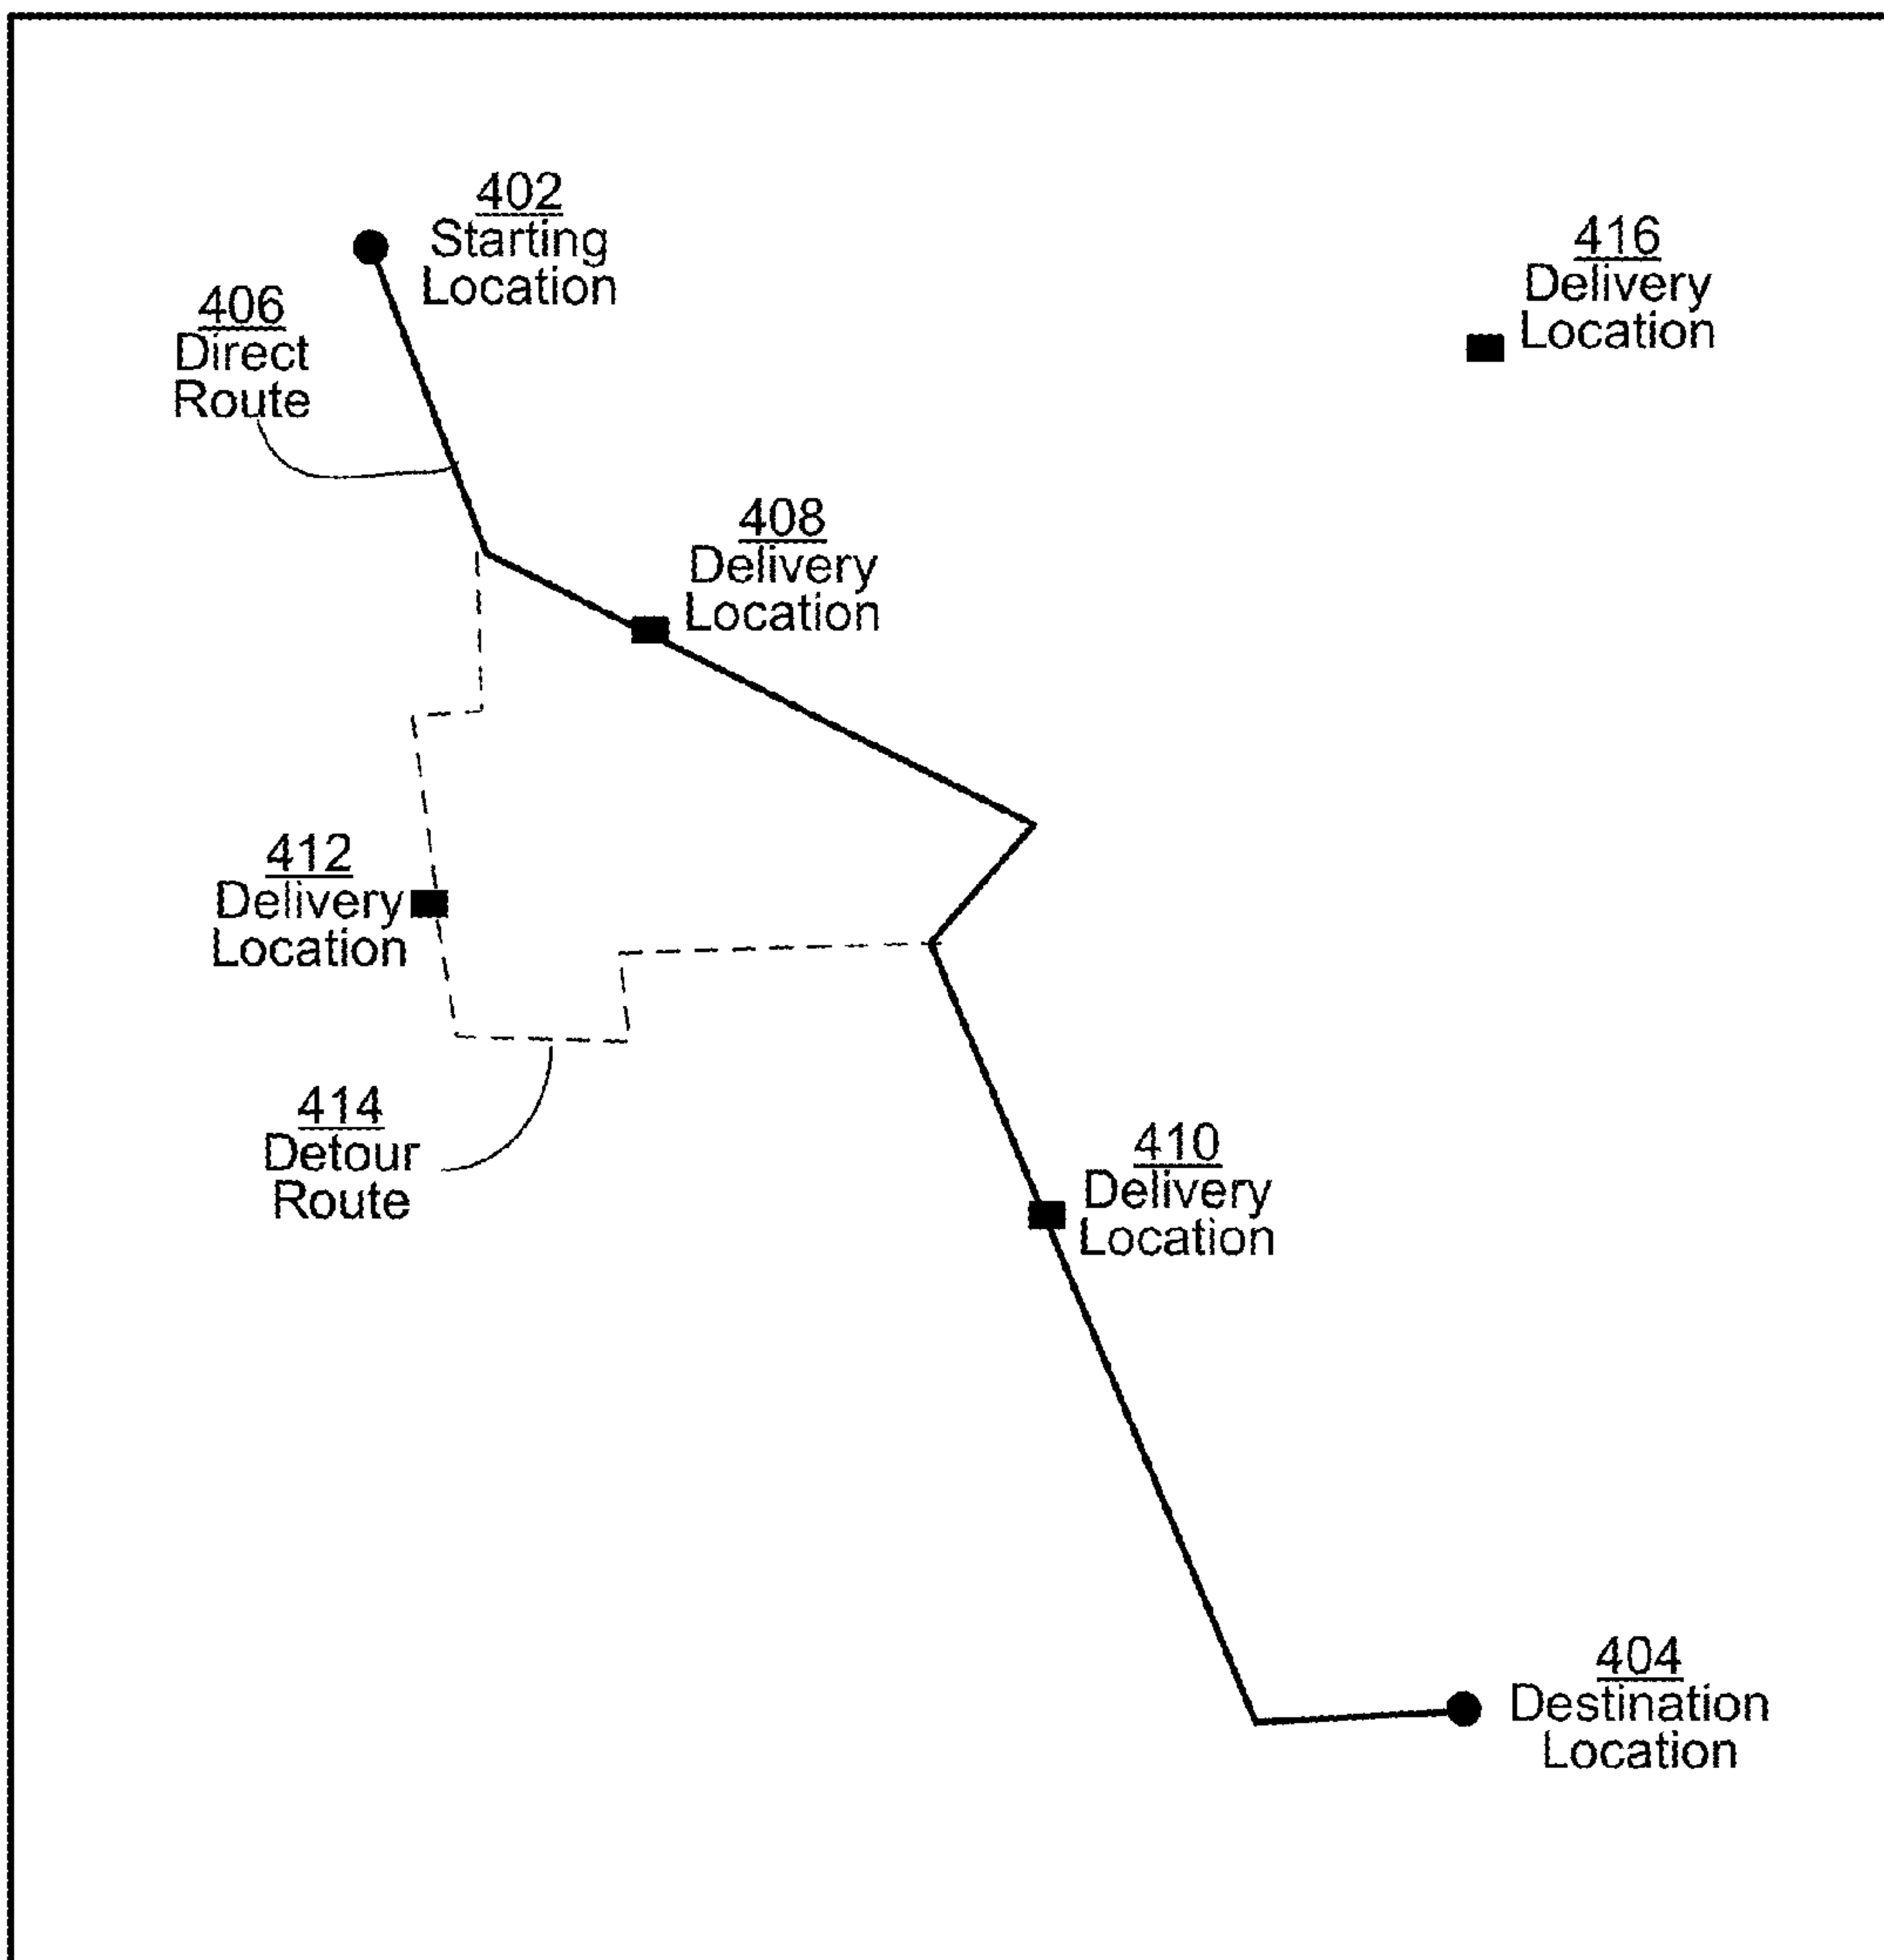 402
Starting
Location
416
Delivery
Location
406
Direct
Route
408
Delivery
Location
412
Delivery
Location
414
Detour
Route
410
Delivery
Location
404
Destination
Location